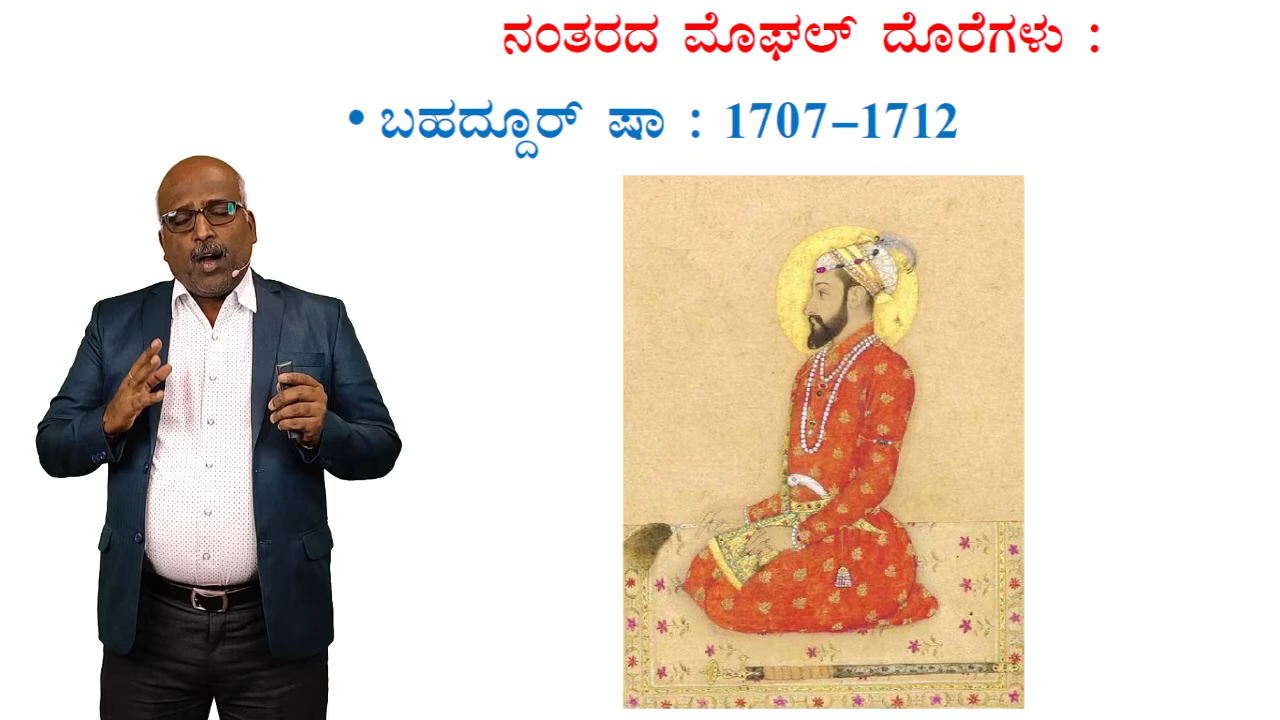 ನಂತರದ ಮೊಘಲ್ ದೊರೆಗಳು :
• ಬಹದ್ದೂರ್ ಷಾ : 1707–1712